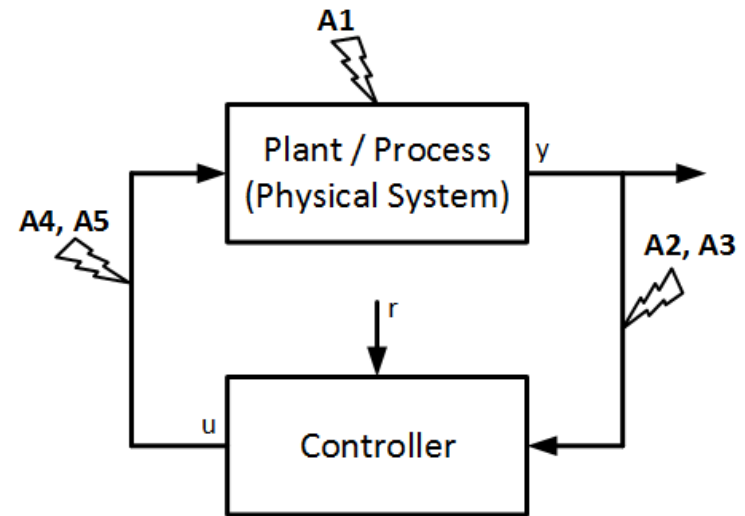 A1
Plant / Process
(Physical System)
y
A4, A5
A2, A3
r
u
Controller